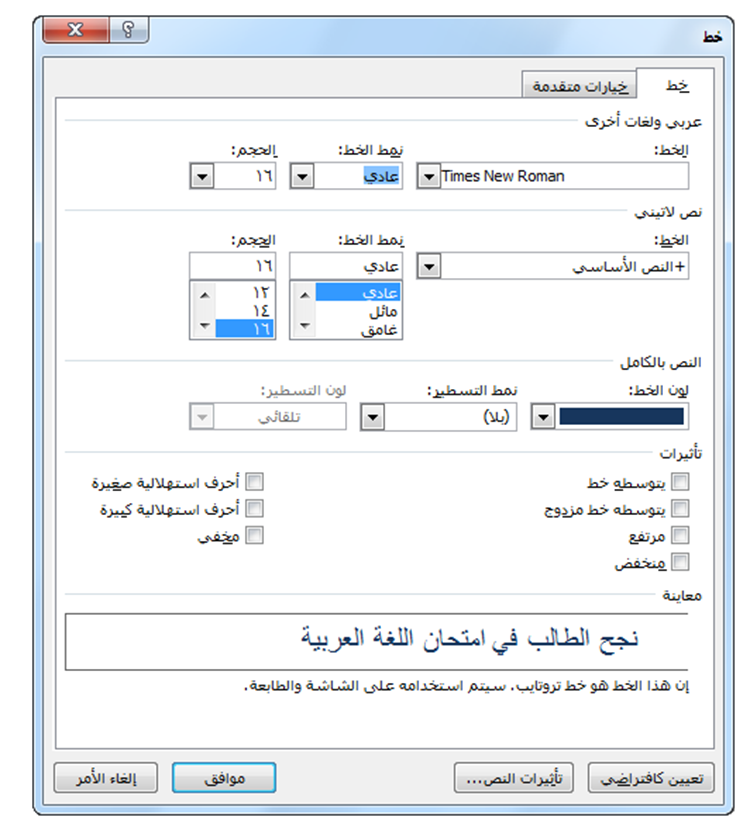 خط
خط خيارات متقدمة
عربي ولغات أخرى
الخط: نمط الخط: الحجم:
Times New Roman عادي ١٦
نص لاتيني
الخط: نمط الخط: الحجم:
+النص الأساسي عادي ١٦
عادي ١٢
مائل ١٤
غامق ١٦
النص بالكامل
لون الخط: نمط التسطير: لون التسطير:
(بلا) تلقائي
تأثيرات
يتوسطه خط أحرف استهلالية صغيرة
يتوسطه خط مزدوج أحرف استهلالية كبيرة
مرتفع مخفي
منخفض
معاينة
نجح الطالب في امتحان اللغة العربية
إن هذا الخط هو خط تروتايب، سيتم استخدامه على الشاشة والطابعة.
تعيين كافتراضي تأثيرات النص... موافق إلغاء الأمر